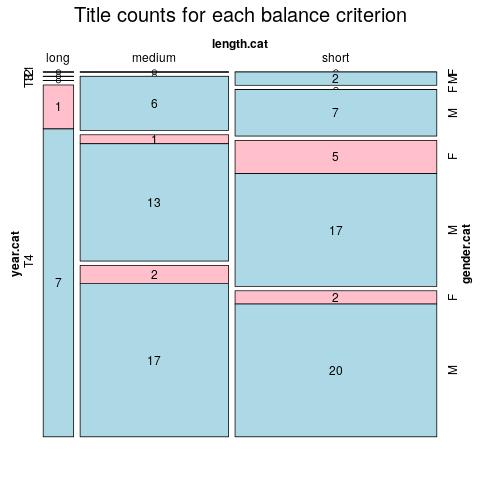 Title counts for each balance criterion
length.cat
long medium short
F
2 M
F
6
7 M
1
1
5 F
13
17 M
year.cat
T4
gender.cat
7
2
2 F
17
20 M